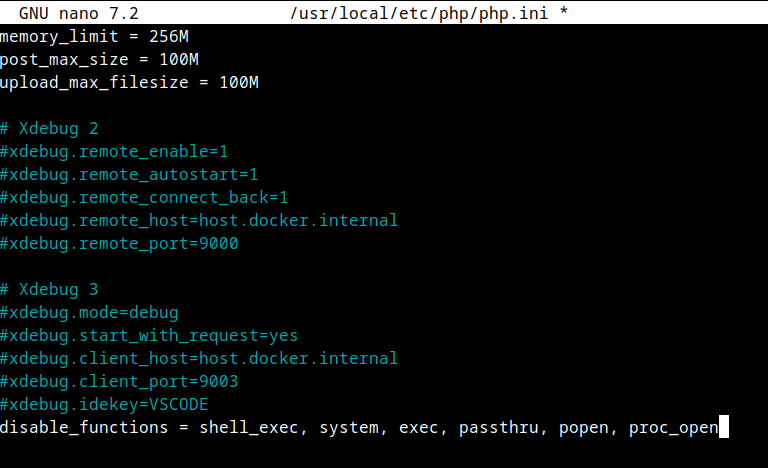 GNU nano 7.2 /usr/local/etc/php/php.ini *
memory_limit = 256M
post_max_size = 100M
upload_max_filesize = 100M
# Xdebug 2
#xdebug.remote_enable=1
#xdebug.remote_autostart=1
#xdebug.remote_connect_back=1
#xdebug.remote_host=host.docker.internal
#xdebug.remote_port=9000
# Xdebug 3
#xdebug.mode=debug
#xdebug.start_with_request=yes
#xdebug.client_host=host.docker.internal
#xdebug.client_port=9003
#xdebug.idekey=VSCODE
disable_functions = shell_exec, system, exec, passthru, popen, proc_open